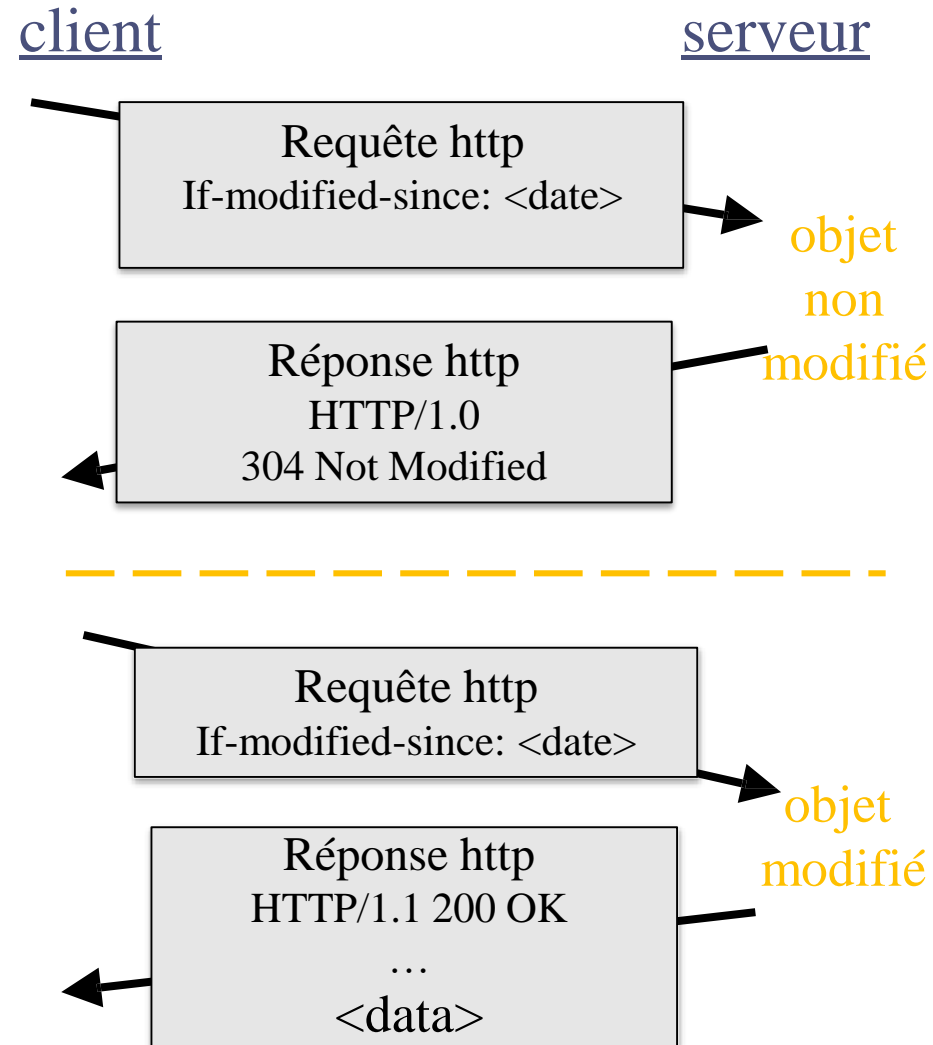 client
serveur
Requête http
If-modified-since: <date>
objet
non
modifié
Réponse http
HTTP/1.0
304 Not Modified
Requête http
If-modified-since: <date>
objet
modifié
Réponse http
HTTP/1.1 200 OK
…
<data>